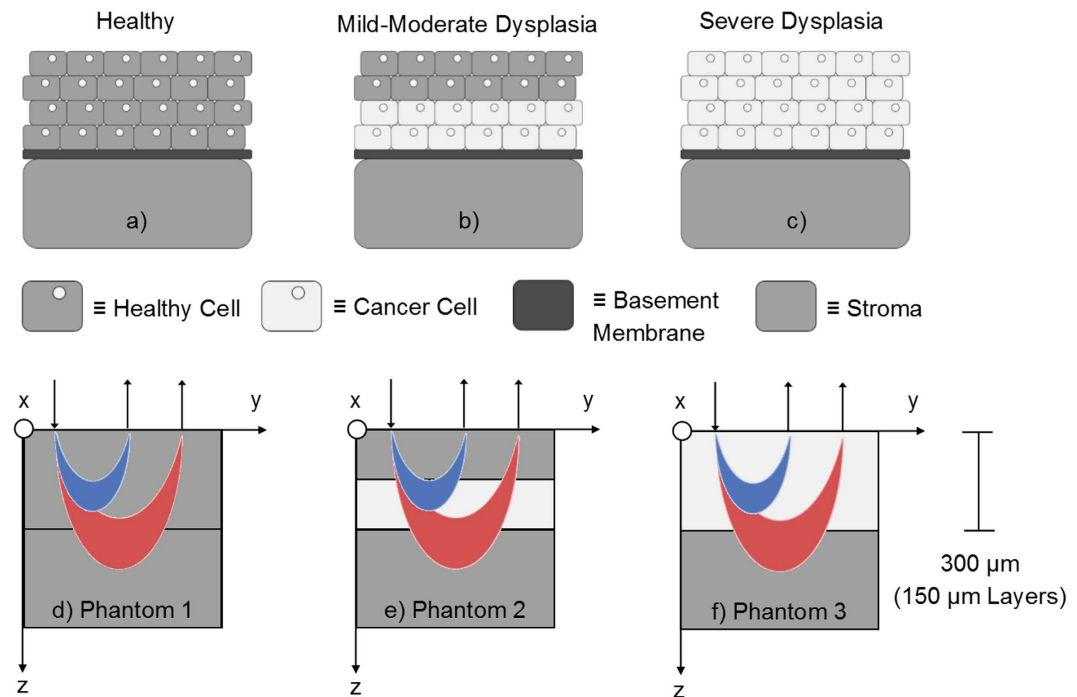 Healthy
Mild-Moderate Dysplasia
Severe Dysplasia
a)
b)
c)
≡ Healthy Cell
≡ Cancer Cell
≡ Basement
Membrane
≡ Stroma
x
y
x
y
x
y
d) Phantom 1
e) Phantom 2
f) Phantom 3
300 µm
(150 µm Layers)
z
z
z